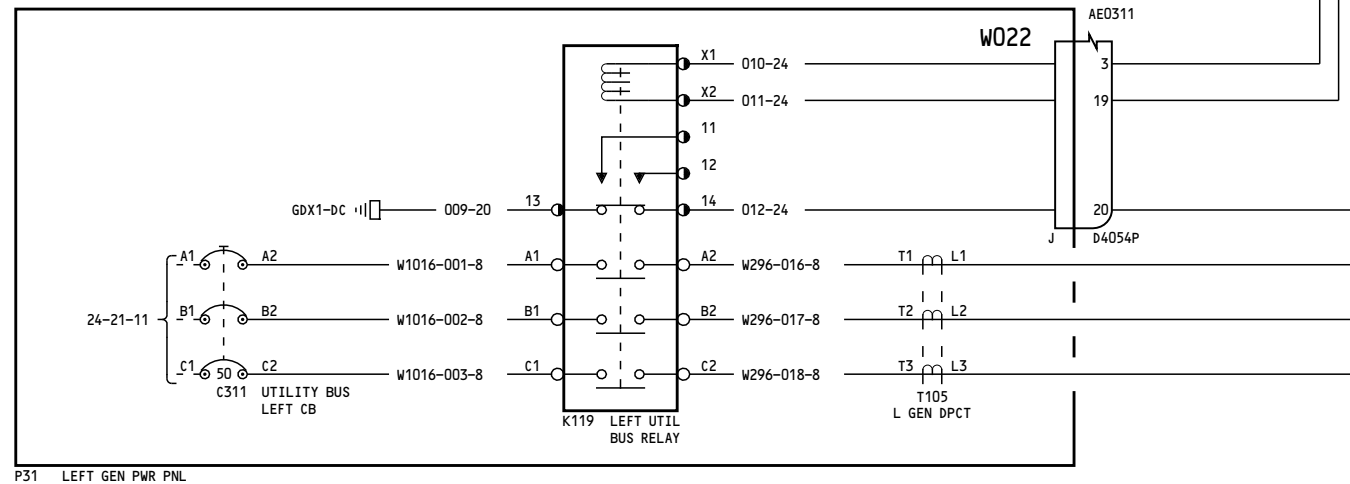 AE0311
W022
X1 010-24 3
X2 011-24 19
11
12
GDX1-DC 009-20 13 14 012-24 20
J D4054P
A1 A2 W1016-001-8 A1 A2 W296-016-8 T1 L1
24-21-11 B1 B2 W1016-002-8 B1 B2 W296-017-8 T2 L2
C1 50 C2 W1016-003-8 C1 C2 W296-018-8 T3 L3
C311 UTILITY BUS
LEFT CB
T105
L GEN DPCT
K119 LEFT UTIL
BUS RELAY
P31 LEFT GEN PWR PNL